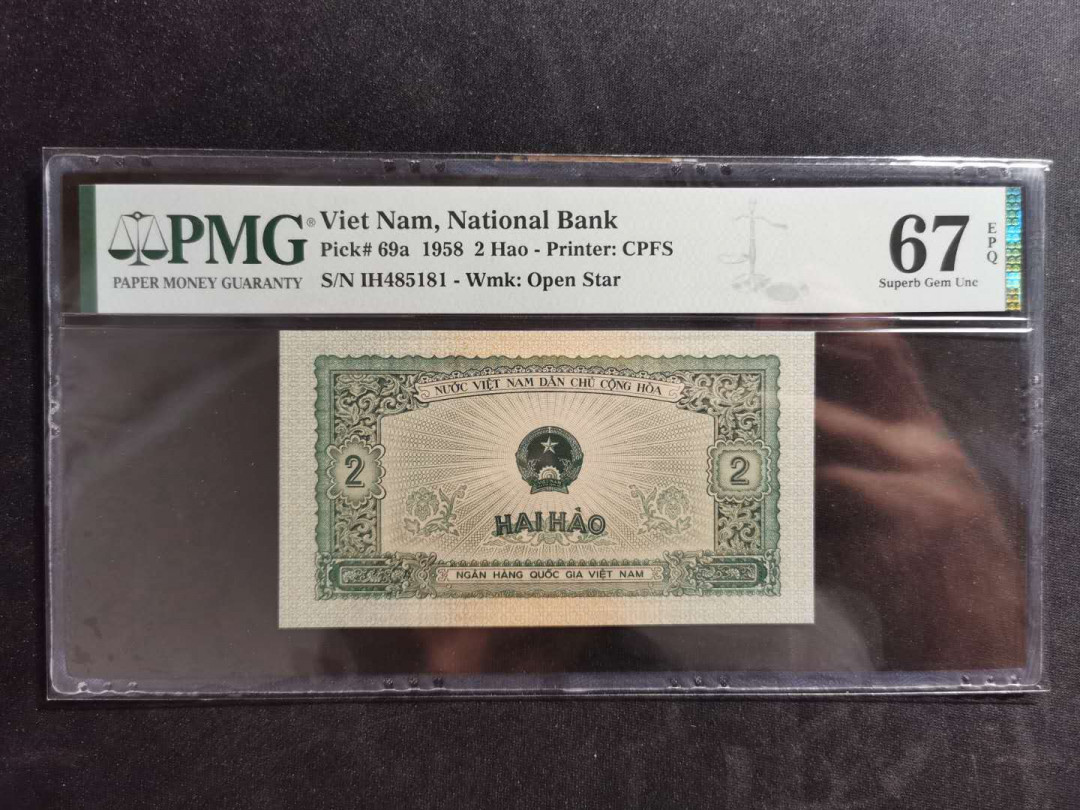 PMG®
PAPER MONEY GUARANTY
Viet Nam, National Bank
Pick# 69a 1958 2 Hao - Printer: CPFS
S/N IH485181 - Wmk: Open Star
67
EPQ
Superb Gem Unc
NƯỚC VIỆT NAM DÂN CHỦ CỘNG HÒA
2
2
HAI HÀO
NGÂN HÀNG QUỐC GIA VIỆT NAM